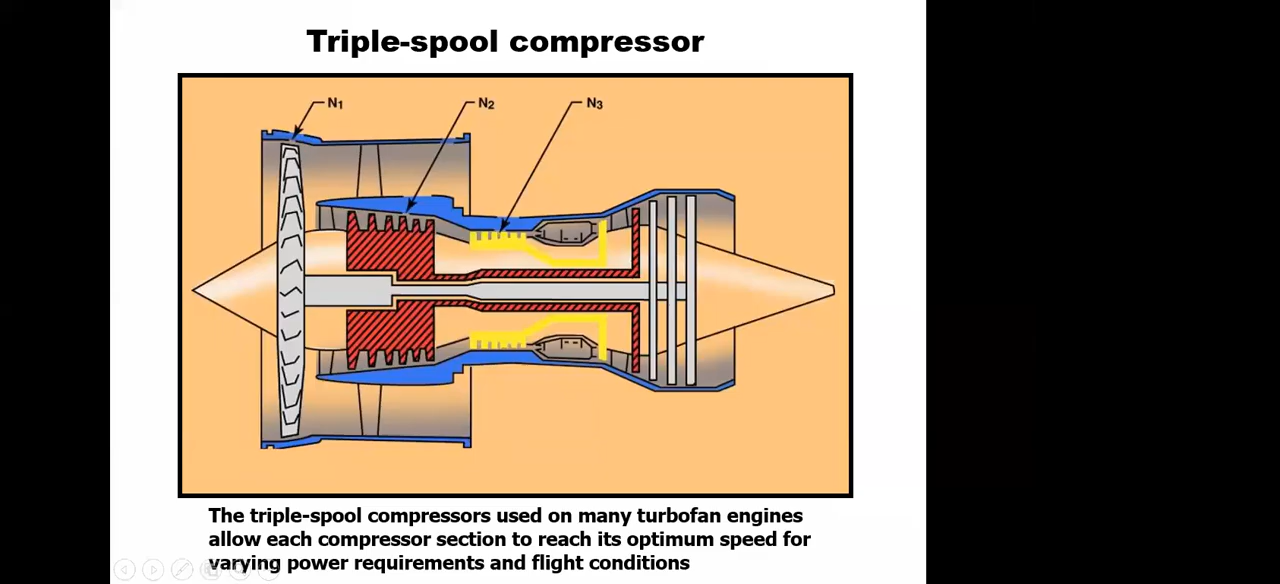 Triple-spool compressor
N₁
N₂
N₃
The triple-spool compressors used on many turbofan engines
allow each compressor section to reach its optimum speed for
varying power requirements and flight conditions